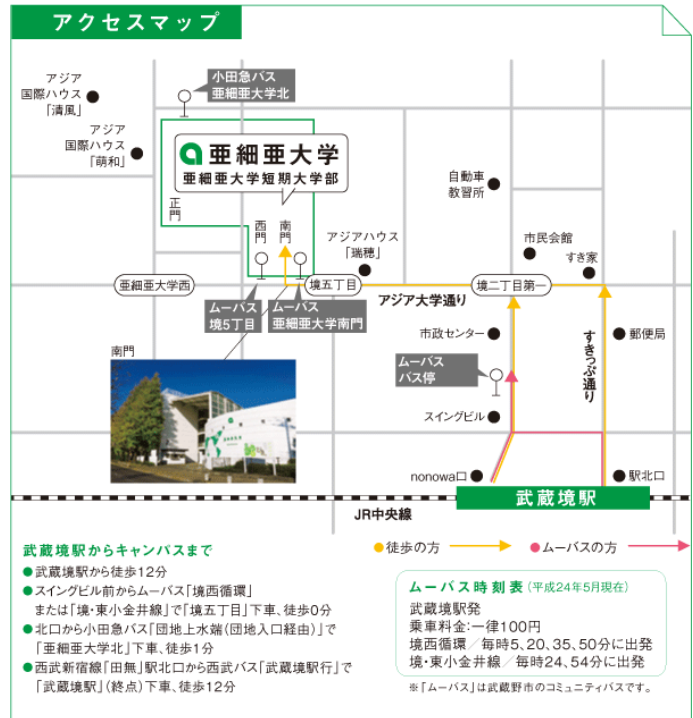 アクセスマップ
小田急バス
亜細亜大学北
アジア
国際ハウス
「清風」
アジア
国際ハウス
「萌和」
亜細亜大学
亜細亜大学短期大学部
正門
西門
南門
自動車
教習所
アジアハウス
「瑞穂」
市民会館
すき家
亜細亜大学西
境五丁目
境二丁目第一
アジア大学通り
ムーバス
境5丁目
ムーバス
亜細亜大学南門
市政センター
郵便局
すきっぷ通り
南門
ムーバス
バス停
スイングビル
nonowa口
駅北口
武蔵境駅
JR中央線
武蔵境駅からキャンパスまで
●徒歩の方
●ムーバスの方
●武蔵境駅から徒歩12分
●スイングビル前からムーバス「境西循環」
または「境・東小金井線」で「境五丁目」下車、徒歩0分
●北口から小田急バス「団地上水端(団地入口経由)」で
「亜細亜大学北」下車、徒歩1分
●西武新宿線「田無」駅北口から西武バス「武蔵境駅行」で
「武蔵境駅」(終点)下車、徒歩12分
ムーバス時刻表(平成24年5月現在)
武蔵境駅発
乗車料金:一律100円
境西循環/毎時5、20、35、50分に出発
境・東小金井線/毎時24、54分に出発
※「ムーバス」は武蔵野市のコミュニティバスです。